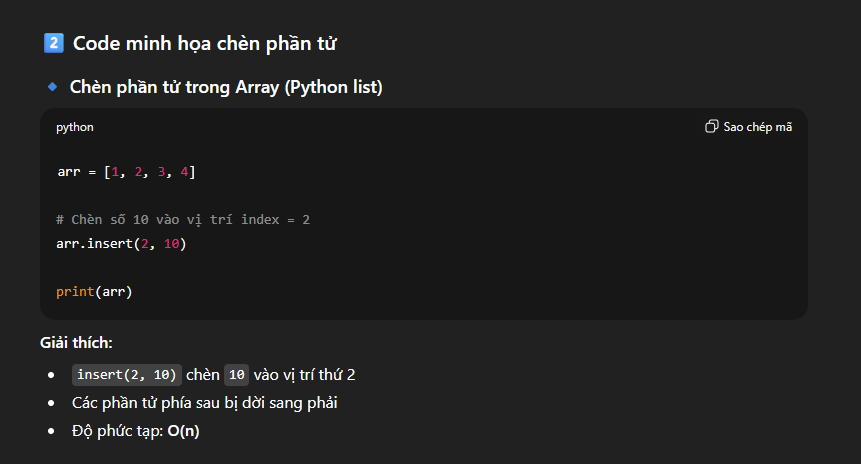 2 Code minh họa chèn phần tử
Chèn phần tử trong Array (Python list)
python
Sao chép mã
arr = [1, 2, 3, 4]
# Chèn số 10 vào vị trí index = 2
arr.insert(2, 10)
print(arr)
Giải thích:
insert(2, 10) chèn 10 vào vị trí thứ 2
Các phần tử phía sau bị dời sang phải
Độ phức tạp: O(n)